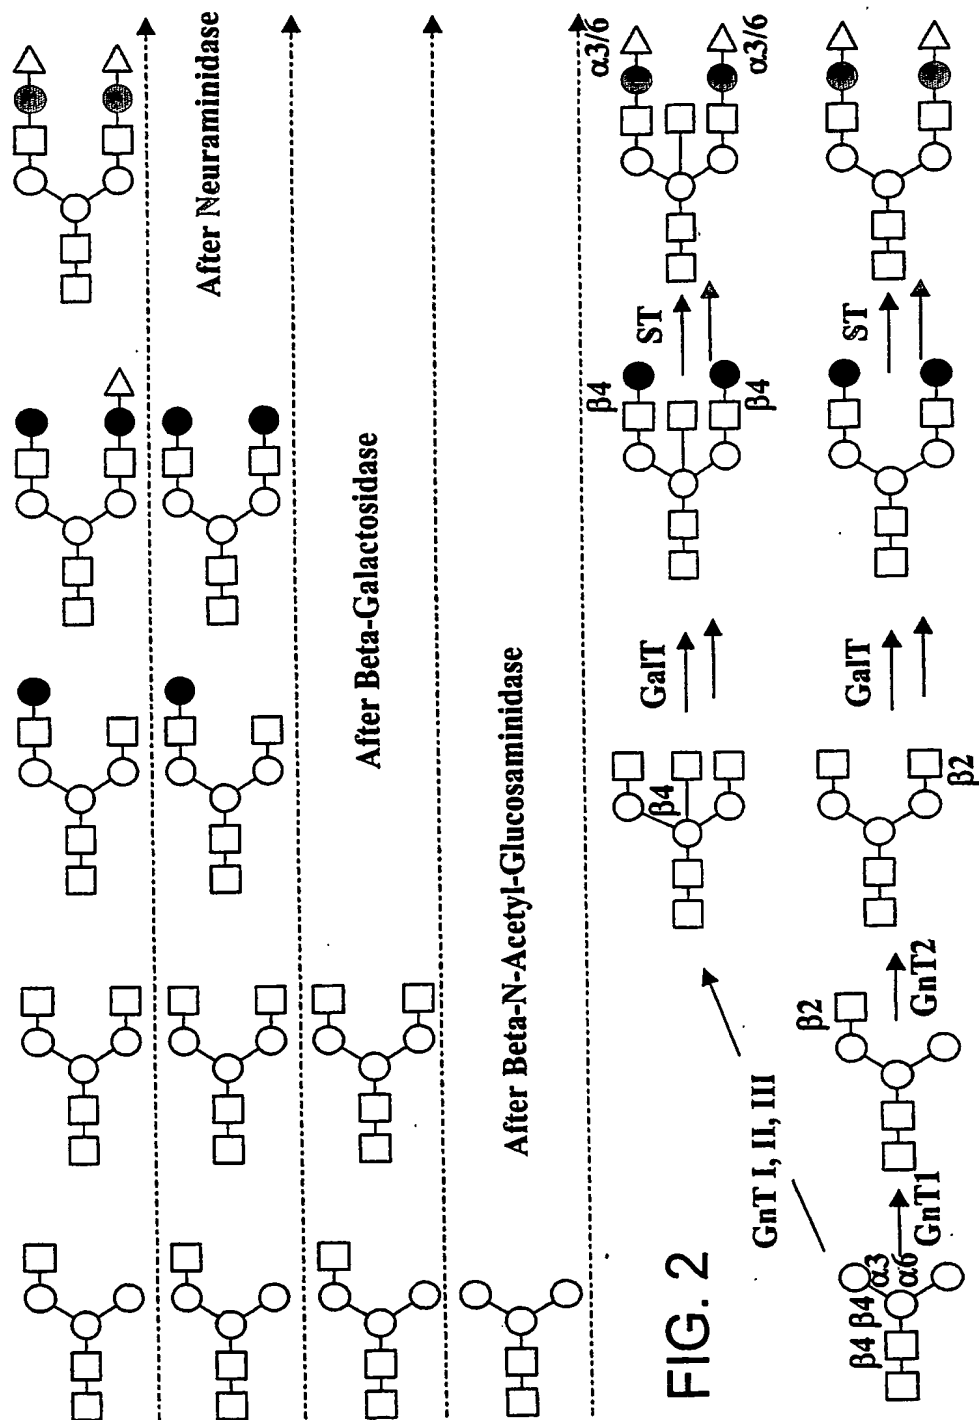 After Neuraminidase
After Beta-Galactosidase
After Beta-N-Acetyl-Glucosaminidase
FIG. 2
GnT I, II, III
β4
GalT
β4
β4
ST
α3/6
α3/6
β4 β4
α3
α6
GnT1
β2
GnT2
β2
GalT
ST